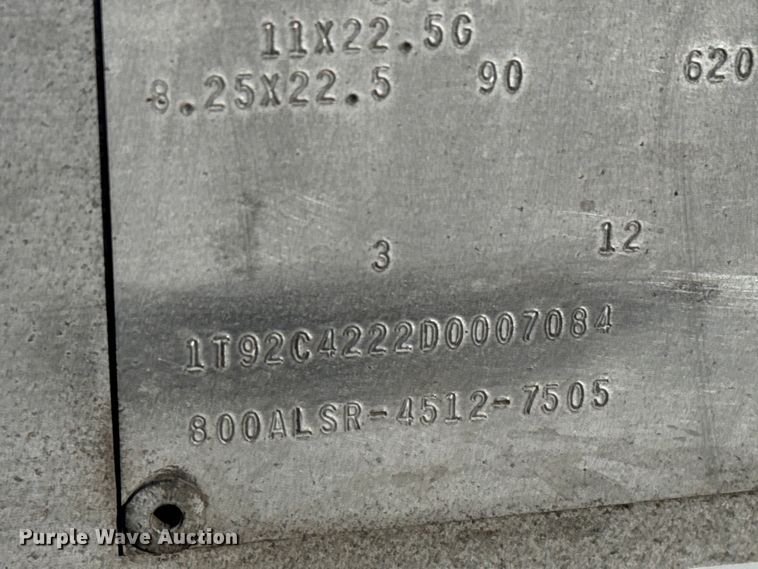 11X22.5G
8.25X22.5 90 620
3 12
1T92C4222D0007084
800ALSR-4512-7505
Purple Wave Auction